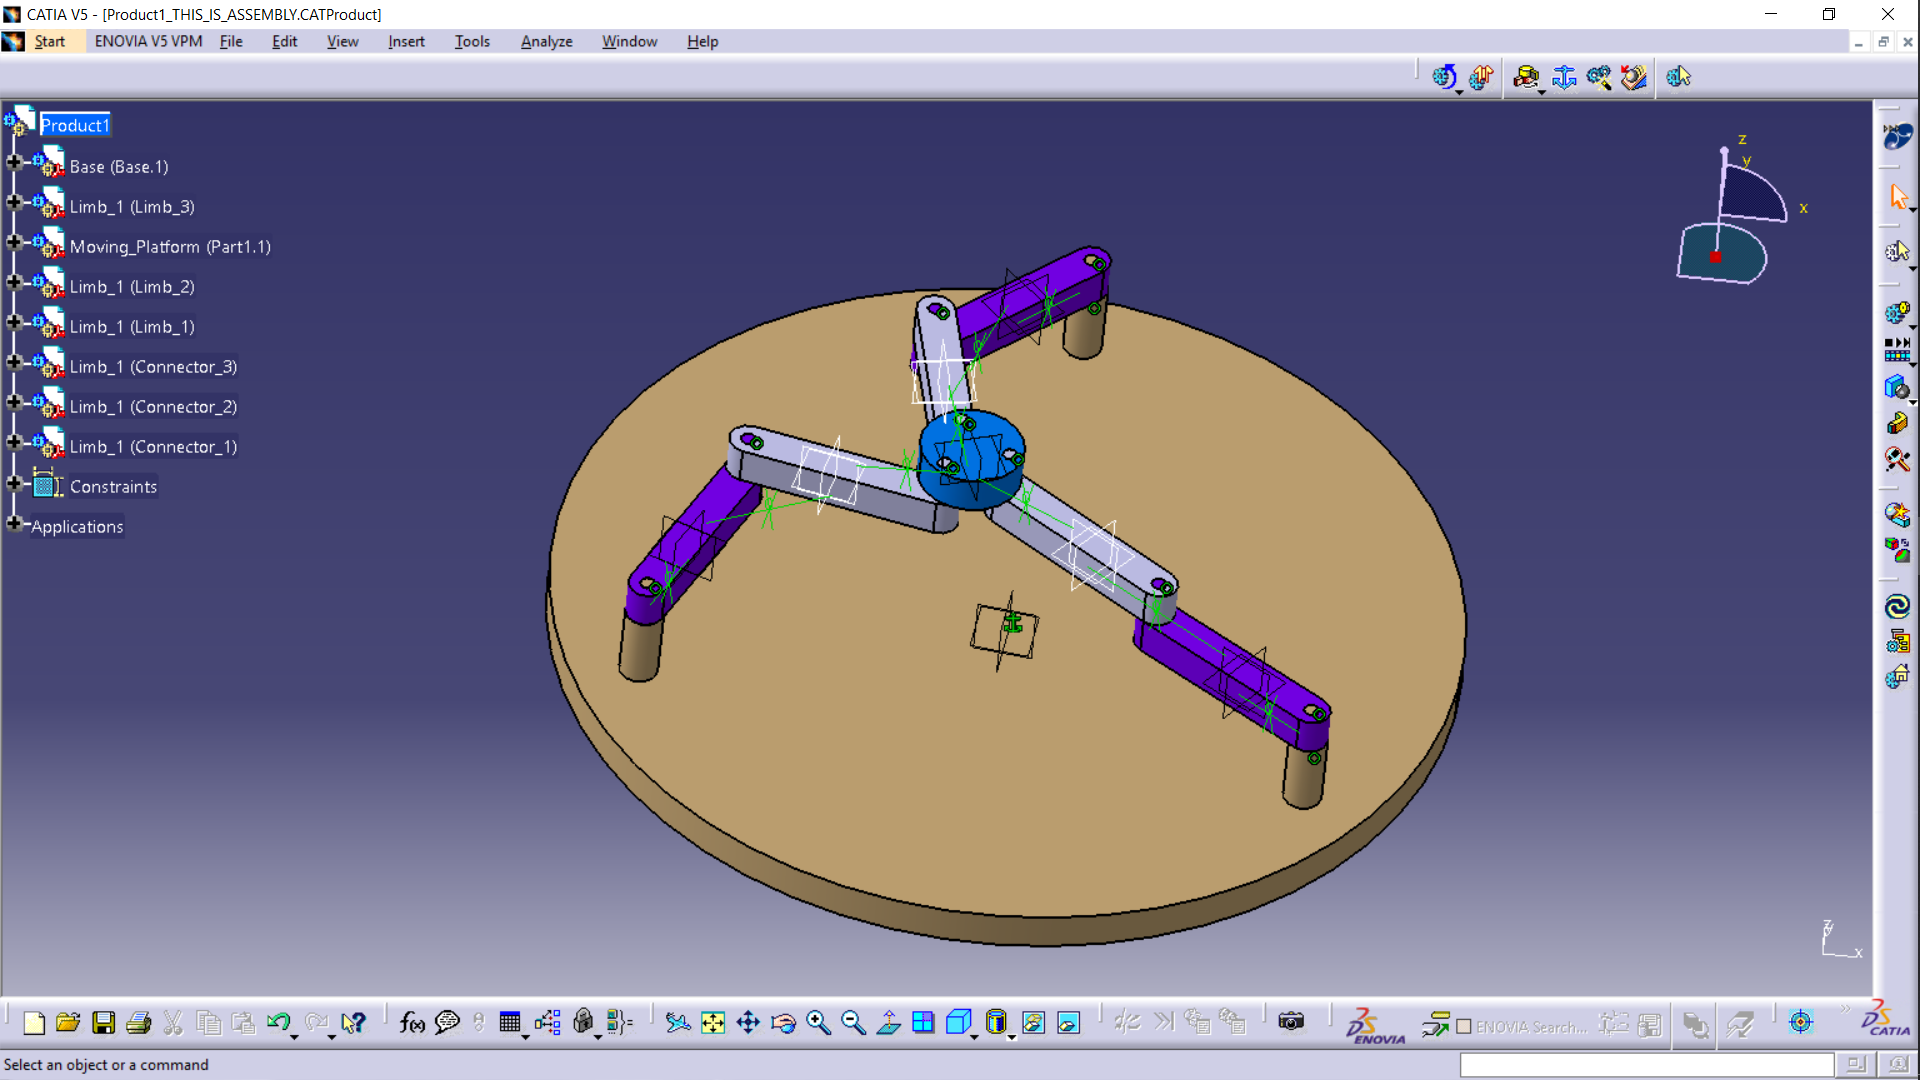 CATIA V5 - [Product1_THIS_IS_ASSEMBLY.CATProduct]
Start ENOVIA V5 VPM File Edit View Insert Tools Analyze Window Help
Product1
Base (Base.1)
Limb_1 (Limb_3)
Moving_Platform (Part1.1)
Limb_1 (Limb_2)
Limb_1 (Limb_1)
Limb_1 (Connector_3)
Limb_1 (Connector_2)
Limb_1 (Connector_1)
Constraints
Applications
z
y
x
z
y
x
f(x)
ENOVIA
ENOVIA Search...
CATIA
Select an object or a command